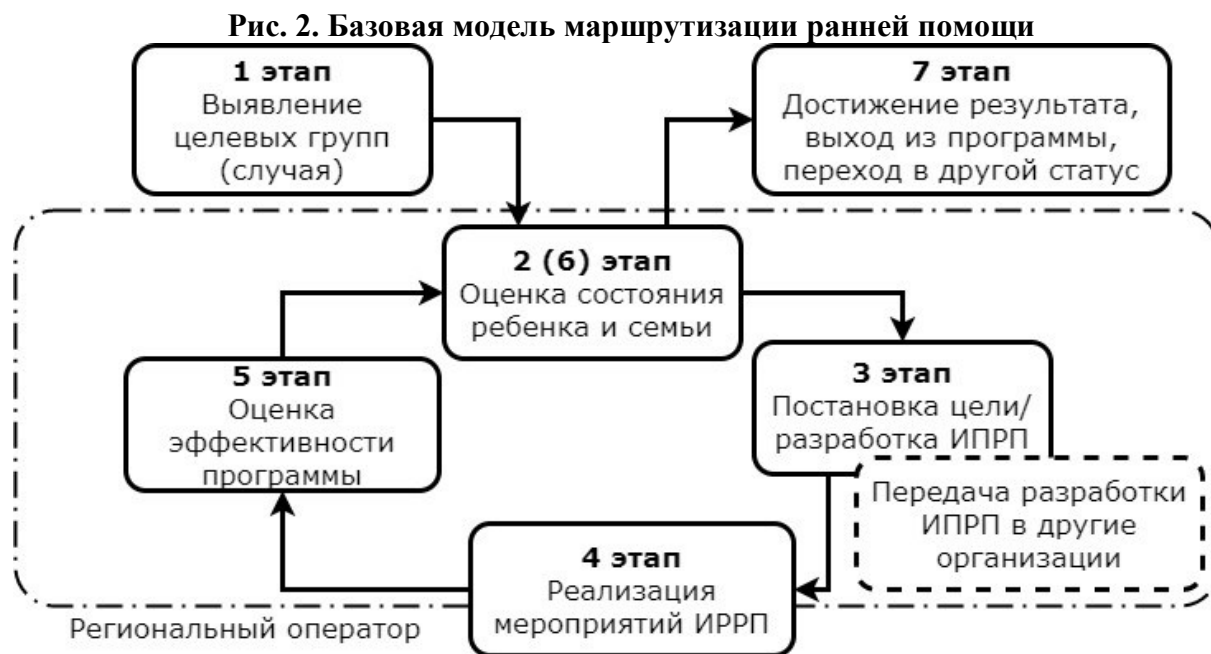 Рис. 2. Базовая модель маршрутизации ранней помощи
1 этап
Выявление
целевых групп
(случая)
7 этап
Достижение результата,
выход из программы,
переход в другой статус
2 (6) этап
Оценка состояния
ребенка и семьи
3 этап
Постановка цели/
разработка ИПРП
Передача разработки
ИПРП в другие
организации
4 этап
Реализация
мероприятий ИРРП
5 этап
Оценка
эффективности
программы
Региональный оператор